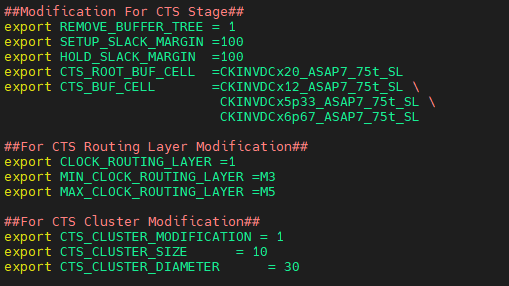 ##Modification For CTS Stage##
export REMOVE_BUFFER_TREE = 1
export SETUP_SLACK_MARGIN =100
export HOLD_SLACK_MARGIN  =100
export CTS_ROOT_BUF_CELL  =CKINVDCx20_ASAP7_75t_SL
export CTS_BUF_CELL       =CKINVDCx12_ASAP7_75t_SL \
                           CKINVDCx5p33_ASAP7_75t_SL \
                           CKINVDCx6p67_ASAP7_75t_SL
##For CTS Routing Layer Modification##
export CLOCK_ROUTING_LAYER =1
export MIN_CLOCK_ROUTING_LAYER =M3
export MAX_CLOCK_ROUTING_LAYER =M5
##For CTS Cluster Modification##
export CTS_CLUSTER_MODIFICATION = 1
export CTS_CLUSTER_SIZE      = 10
export CTS_CLUSTER_DIAMETER      = 30